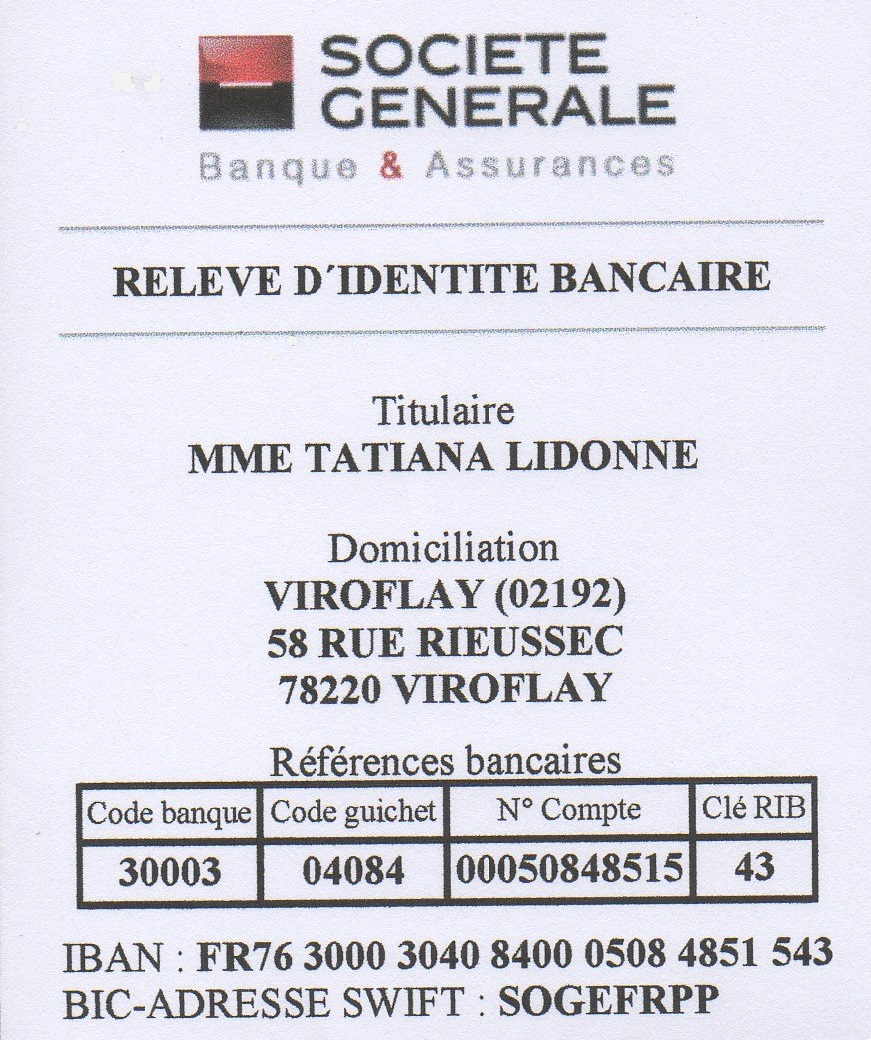 SOCIETE
GENERALE
Banque & Assurances
RELEVE D´IDENTITE BANCAIRE
Titulaire
MME TATIANA LIDONNE
Domiciliation
VIROFLAY (02192)
58 RUE RIEUSSEC
78220 VIROFLAY
Références bancaires
Code banque Code guichet N° Compte Clé RIB
30003 04084 00050848515 43
IBAN : FR76 3000 3040 8400 0508 4851 543
BIC-ADRESSE SWIFT : SOGEFRPP